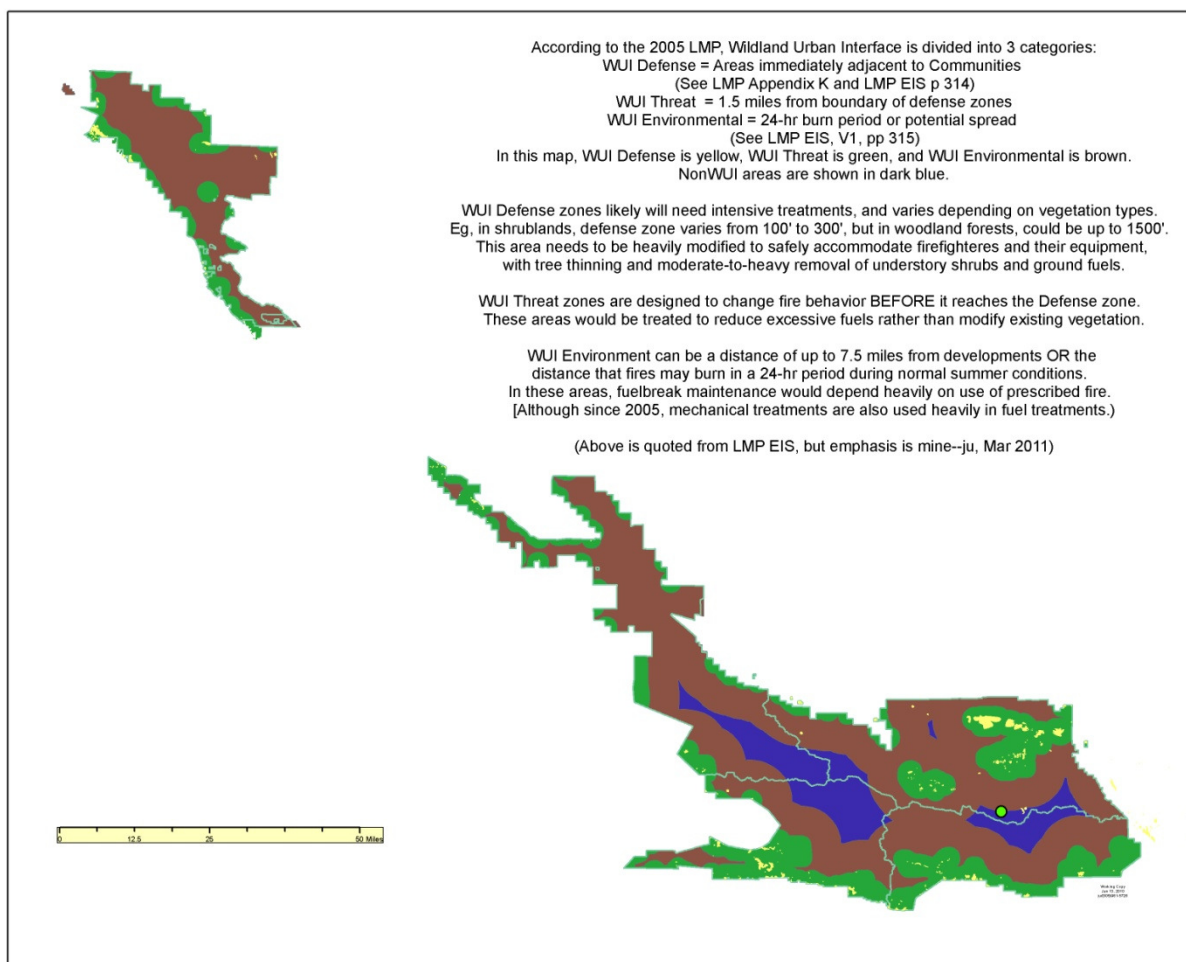 According to the 2005 LMP, Wildland Urban Interface is divided into 3 categories:
WUI Defense = Areas immediately adjacent to Communities
(See LMP Appendix K and LMP EIS p 314)
WUI Threat = 1.5 miles from boundary of defense zones
WUI Environmental = 24-hr burn period or potential spread
(See LMP EIS, V1, pp 315)
In this map, WUI Defense is yellow, WUI Threat is green, and WUI Environmental is brown.
NonWUI areas are shown in dark blue.
WUI Defense zones likely will need intensive treatments, and varies depending on vegetation types.
Eg, in shrublands, defense zone varies from 100' to 300', but in woodland forests, could be up to 1500'.
This area needs to be heavily modified to safely accommodate firefighteres and their equipment,
with tree thinning and moderate-to-heavy removal of understory shrubs and ground fuels.
WUI Threat zones are designed to change fire behavior BEFORE it reaches the Defense zone.
These areas would be treated to reduce excessive fuels rather than modify existing vegetation.
WUI Environment can be a distance of up to 7.5 miles from developments OR the
distance that fires may burn in a 24-hr period during normal summer conditions.
In these areas, fuelbreak maintenance would depend heavily on use of prescribed fire.
[Although since 2005, mechanical treatments are also used heavily in fuel treatments.)
(Above is quoted from LMP EIS, but emphasis is mine--ju, Mar 2011)
0 12.5 25 50 Miles
Working Copy